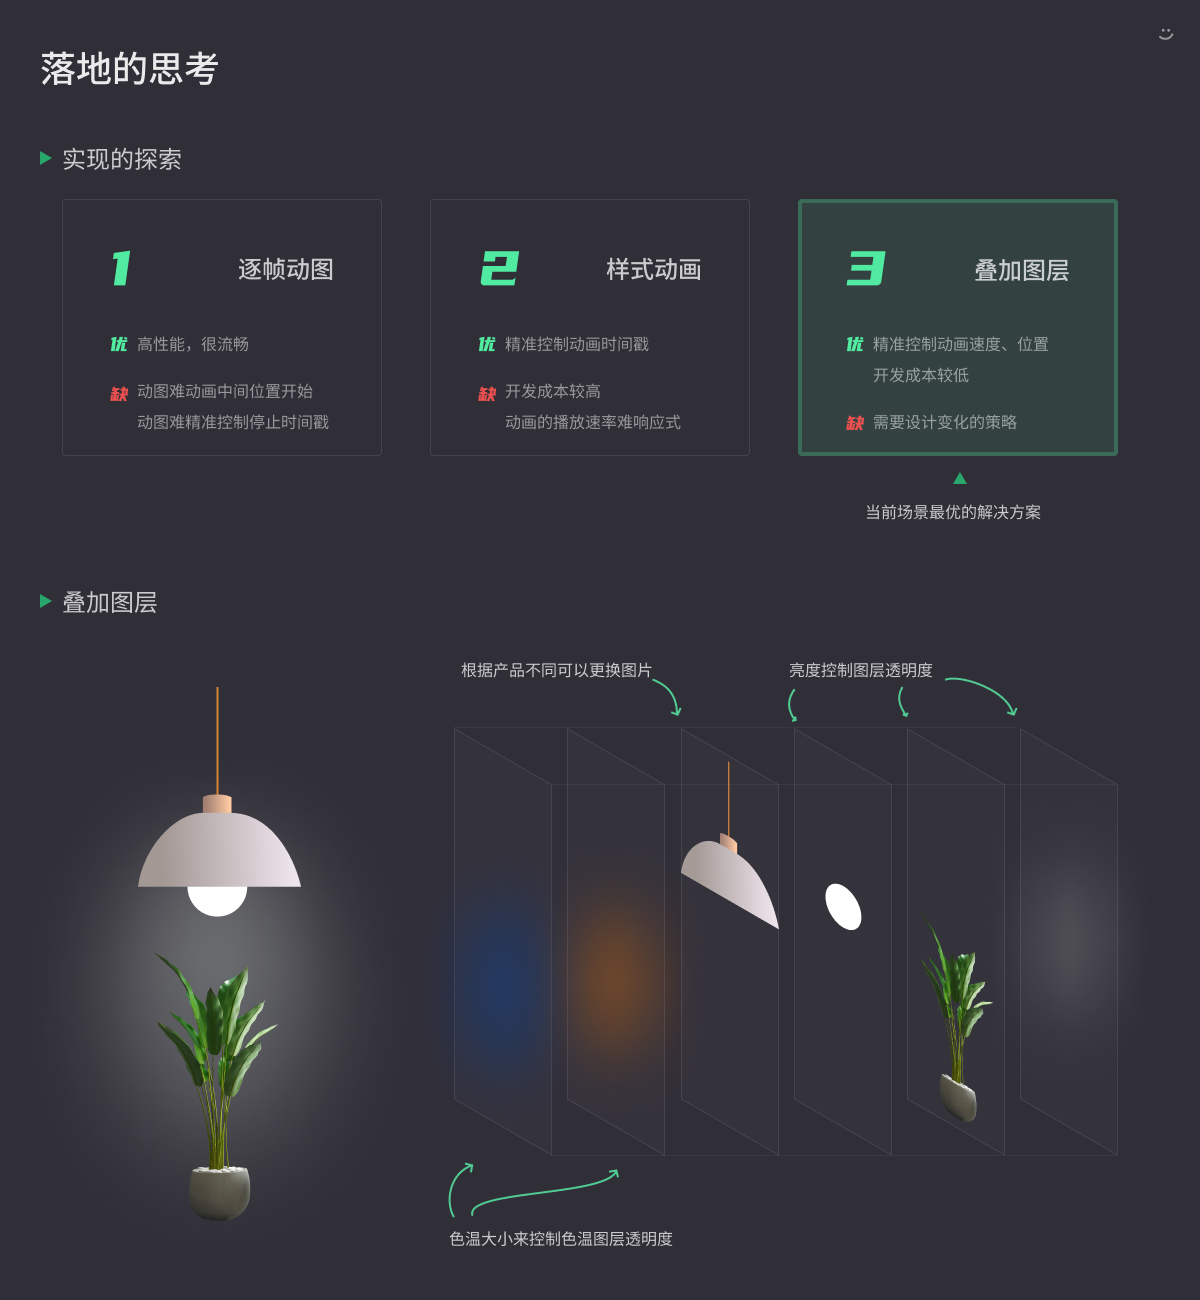 落地的思考
实现的探索
1
逐帧动图
优 高性能，很流畅
缺 动图难动画中间位置开始
动图难精准控制停止时间戳
2
样式动画
优 精准控制动画时间戳
缺 开发成本较高
动画的播放速率难响应式
3
叠加图层
优 精准控制动画速度、位置
开发成本较低
缺 需要设计变化的策略
当前场景最优的解决方案
叠加图层
根据产品不同可以更换图片
亮度控制图层透明度
色温大小来控制色温图层透明度